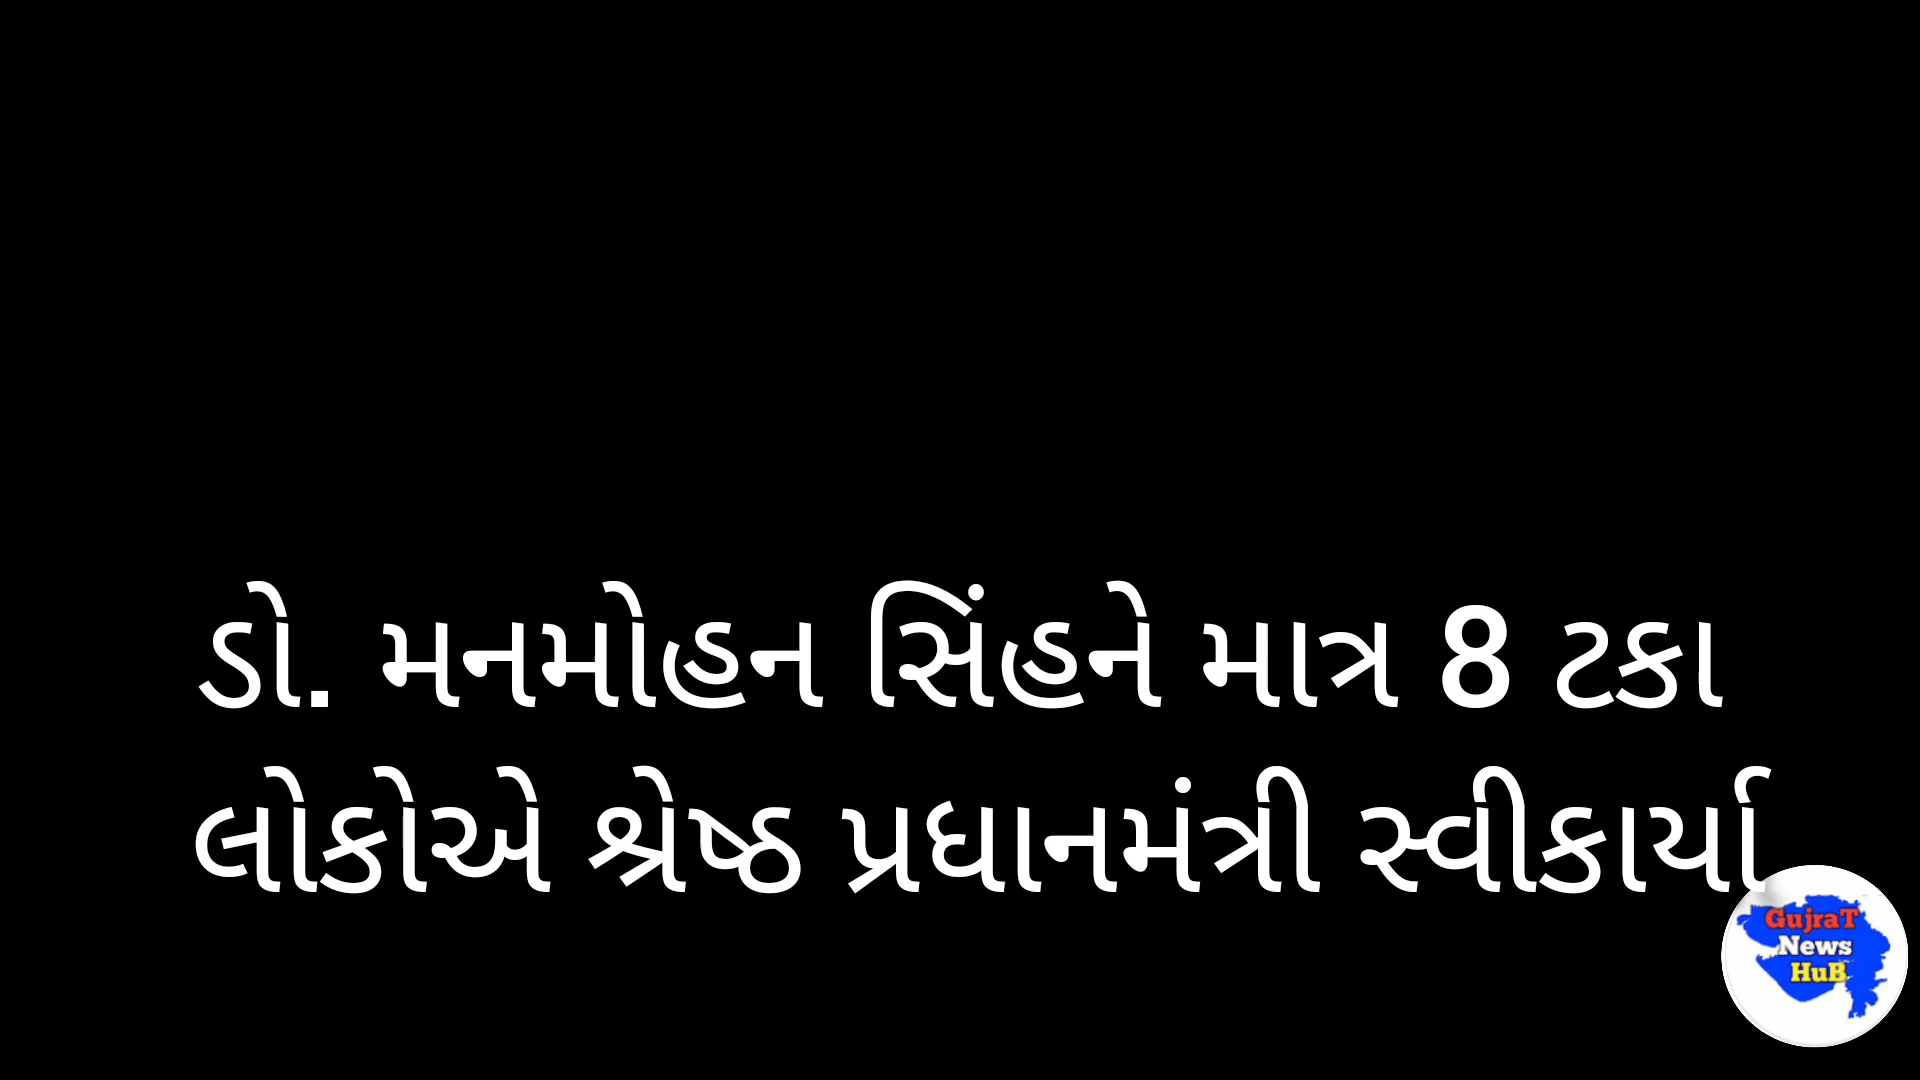 ડો. મનમોહન સિંહને માત્ર 8 ટકા
લોકોએ શ્રેષ્ઠ પ્રધાનમંત્રી સ્વીકાર્યા
GujraT
News
HuB